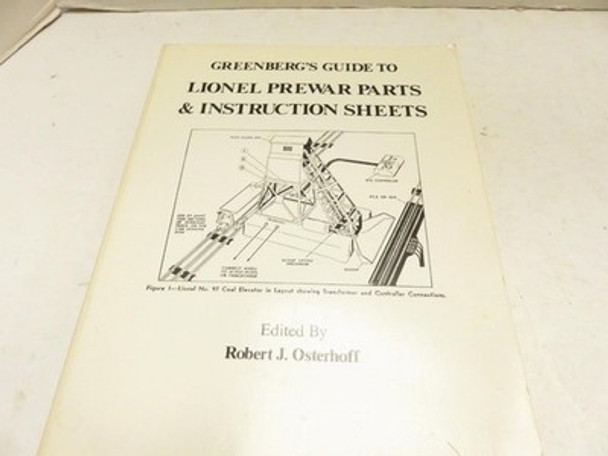 GREENBERG'S GUIDE TO
LIONEL PREWAR PARTS
& INSTRUCTION SHEETS
Figure 1—Lionel No. 97 Coal Elevator in Layout showing Transformer and Controller Connections.
Edited By
Robert J. Osterhoff